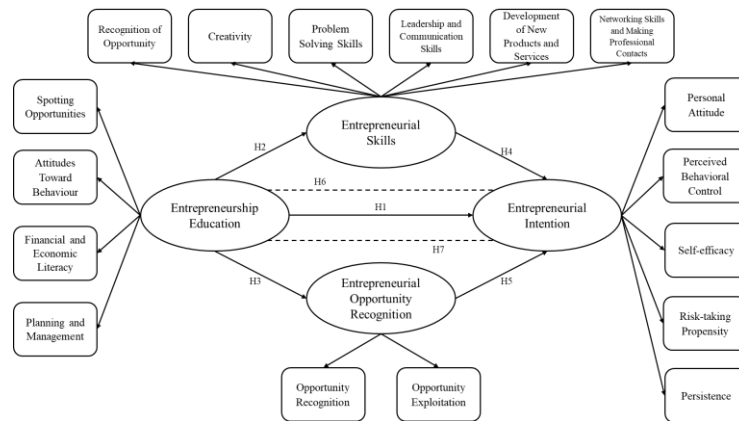 Recognition of
Opportunity
Creativity
Problem
Solving Skills
Leadership and
Communication
Skills
Development of
New Products
and Services
Networking Skills
and Making
Professional
Contacts
Spotting
Opportunities
Attitudes
Toward
Behaviour
Financial and
Economic
Literacy
Planning and
Management
Entrepreneurial
Skills
H2
H4
H6
Entrepreneurship
Education
H1
Entrepreneurial
Intention
H7
H3
H5
Entrepreneurial
Opportunity
Recognition
Opportunity
Recognition
Opportunity
Exploitation
Personal
Attitude
Perceived
Behavioral
Control
Self-efficacy
Risk-taking
Propensity
Persistence